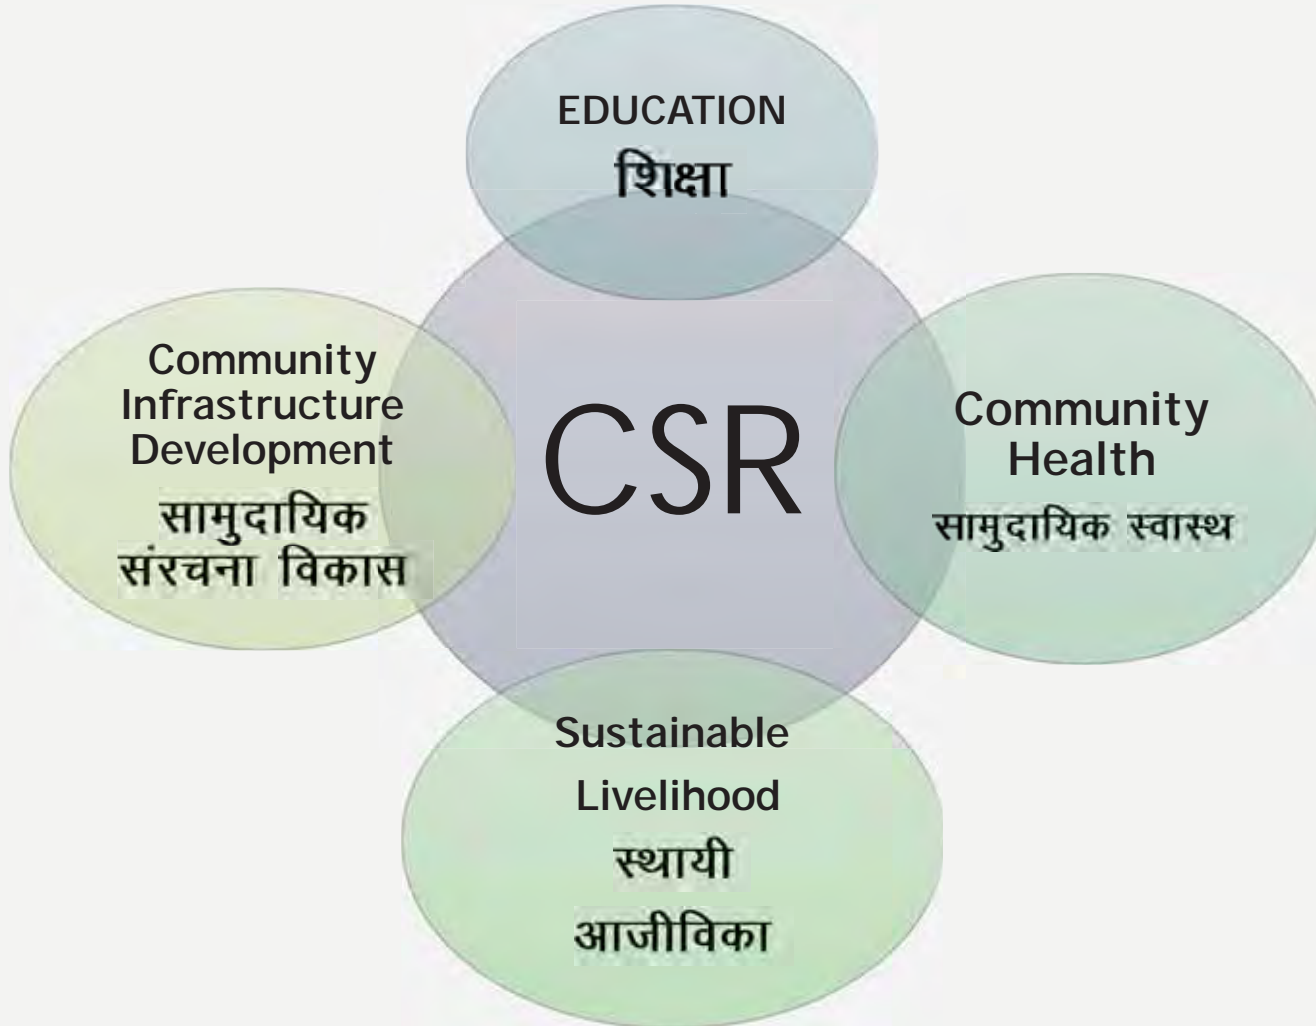 EDUCATION
शिक्षा
Community
Infrastructure
Development
सामुदायिक
संरचना विकास
CSR
Community
Health
सामुदायिक स्वास्थ
Sustainable
Livelihood
स्थायी
आजीविका